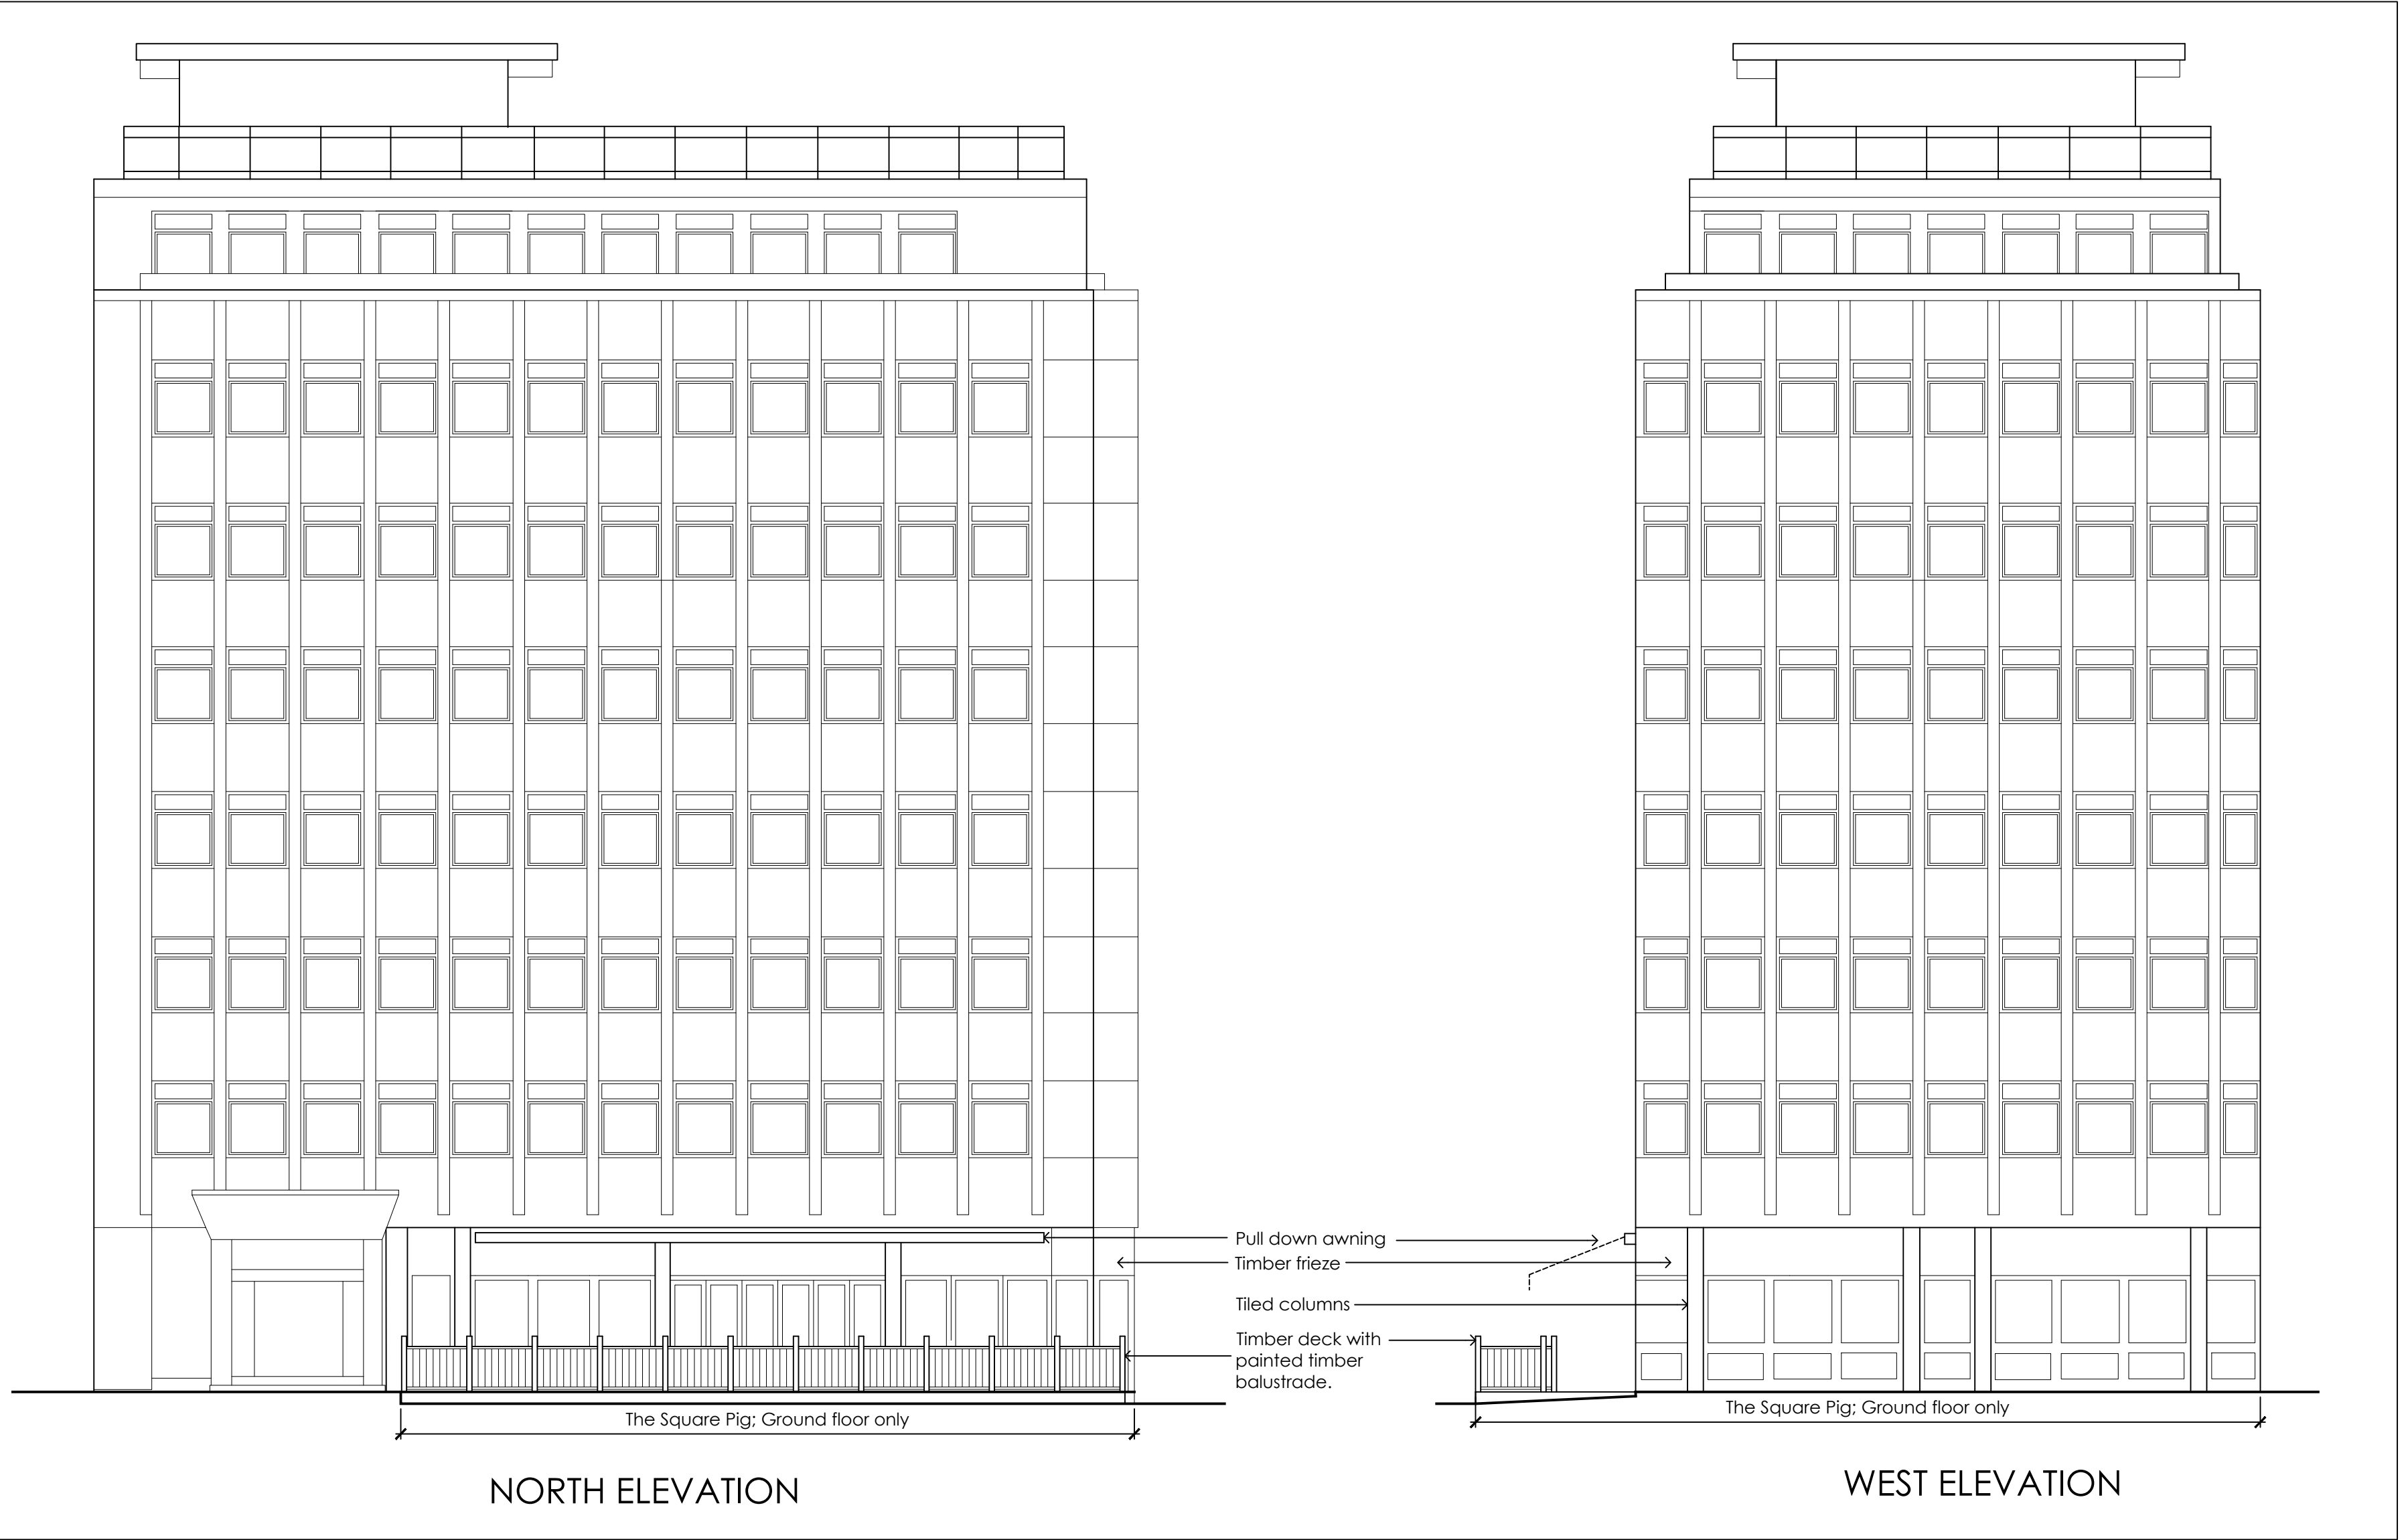 Pull down awning
Timber frieze
Tiled columns
Timber deck with
painted timber
balustrade.
The Square Pig; Ground floor only
The Square Pig; Ground floor only
NORTH ELEVATION
WEST ELEVATION